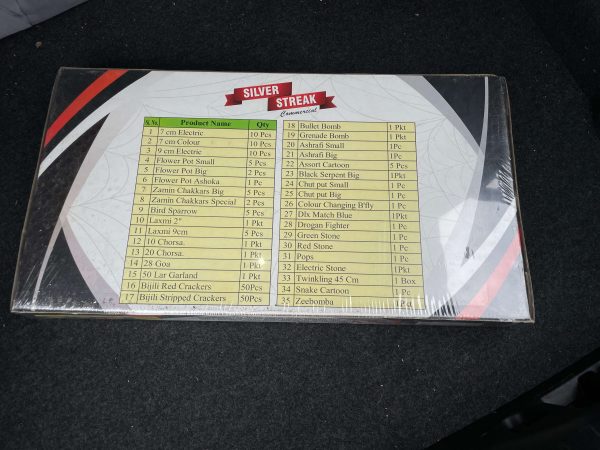 SILVER
STREAK
Commercial
Sl. No. Product Name Qty
1 7 cm Electric 10 Pcs
2 7 cm Colour 10 Pcs
3 9 cm Electric 10 Pcs
4 Flower Pot Small 5 Pcs
5 Flower Pot Big 2 Pcs
6 Flower Pot Ashoka 1 Pc
7 Zamin Chakkars Big 5 Pcs
8 Zamin Chakkars Special 2 Pcs
9 Bird Sparrow 5 Pcs
10 Laxmi 2" 1 Pkt
11 Laxmi 9cm 5 Pcs
12 10 Chorsa. 1 Pkt
13 20 Chorsa. 1 Pkt
14 28 Goa 1 Pkt
15 50 Lar Garland 1 Pkt
16 Bijili Red Crackers 50Pcs
17 Bijili Stripped Crackers 50Pcs
18 Bullet Bomb 1 Pkt
19 Grenade Bomb 1 Pkt
20 Ashrafi Small 1Pc
21 Ashrafi Big 1Pc
22 Assort Cartoon 5 Pcs
23 Black Serpent Big 1Pkt
24 Chut put Small 1 Pc
25 Chut put Big 1 Pc
26 Colour Changing B'fly 1 Pc
27 Dlx Match Blue 1Pkt
28 Drogan Fighter 1 Pc
29 Green Stone 1 Pc
30 Red Stone 1 Pc
31 Pops 1 Pc
32 Electric Stone 1Pkt
33 Twinkling 45 Cm 1 Box
34 Snake Cartoon 1 Pc
35 Zeebomba